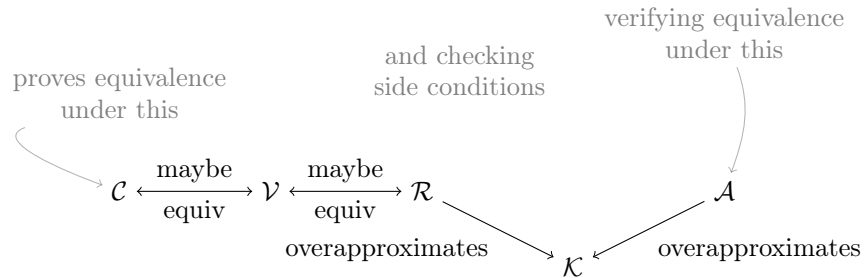 verifying equivalence
under this
and checking
side conditions
proves equivalence
under this
𝒞 maybe equiv 𝒱 maybe equiv ℛ 𝒜
overapproximates overapproximates
𝒦